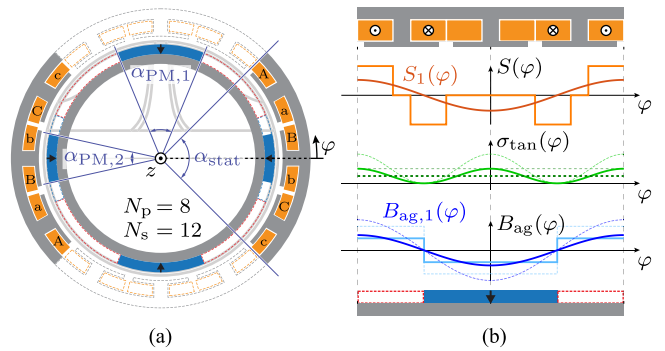 c
A
C
a
b
B
B
b
a
C
A
c
α_PM,1
α_PM,2
α_stat
z
φ
N_p = 8
N_s = 12
(a)
S_1(φ)
S(φ)
φ
σ_tan(φ)
φ
B_ag,1(φ)
B_ag(φ)
φ
(b)